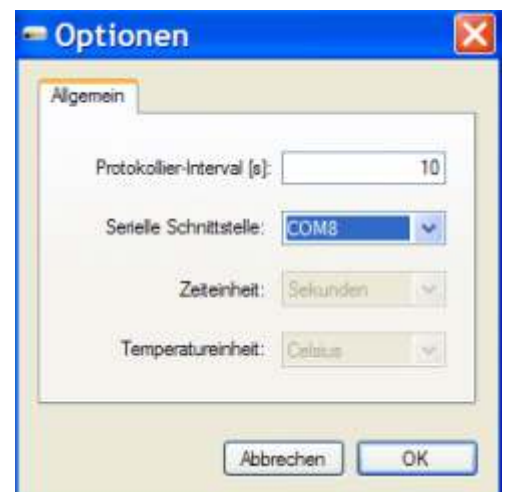 Optionen
Allgemein
Protokollier-Interval [s]: 10
Serielle Schnittstelle: COM8
Zeiteinheit: Sekunden
Temperatureinheit: Celsius
Abbrechen OK